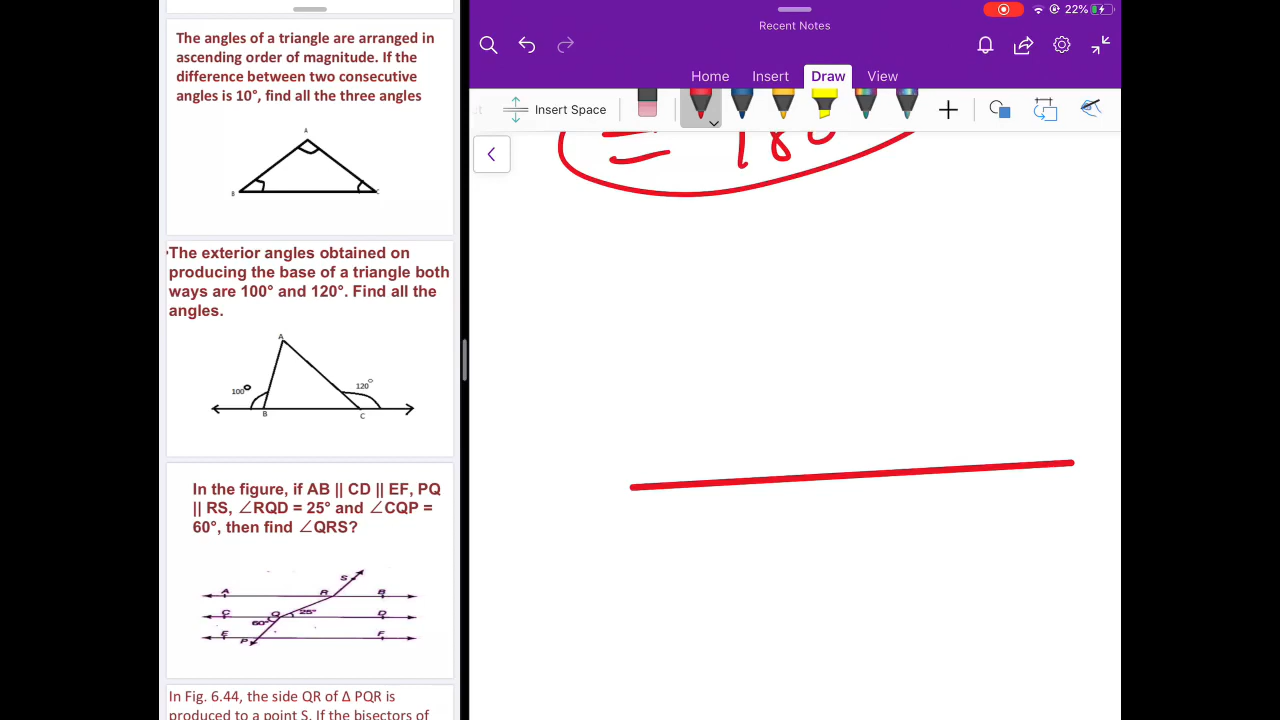 The angles of a triangle are arranged in
ascending order of magnitude. If the
difference between two consecutive
angles is 10°, find all the three angles
A
B
C
The exterior angles obtained on
producing the base of a triangle both
ways are 100° and 120°. Find all the
angles.
A
100°
120°
B
C
In the figure, if AB || CD || EF, PQ
|| RS, ∠RQD = 25° and ∠CQP =
60°, then find ∠QRS?
S
A
R
B
C
Q
25°
D
60°
E
P
F
In Fig. 6.44, the side QR of Δ PQR is
produced to a point S. If the bisectors of
22%
Recent Notes
Home
Insert
Draw
View
Insert Space
= 180